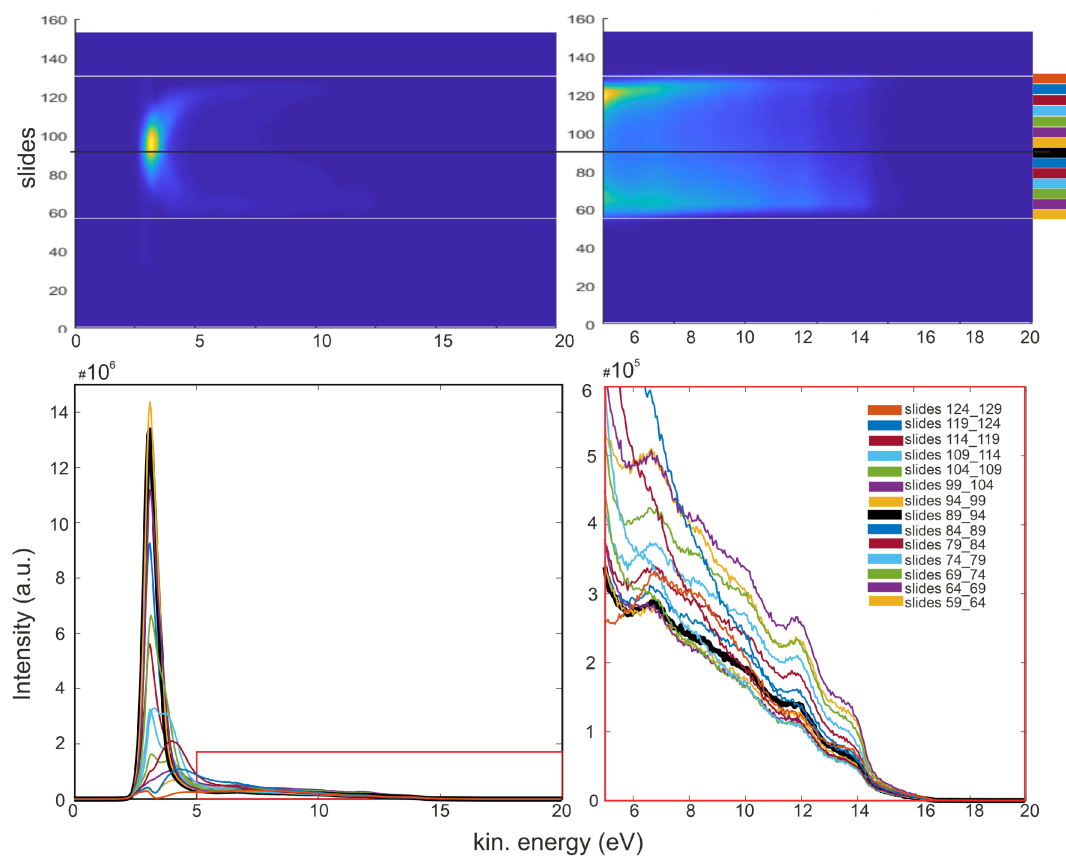 160
140
120
100
80
60
40
20
0
slides
0 5 10 15 20
160
140
120
100
80
60
40
20
0
6 8 10 12 14 16 18 20
#10⁶
14
12
10
8
6
4
2
0
Intensity (a.u.)
0 5 10 15 20
#10⁵
6
5
4
3
2
1
0
6 8 10 12 14 16 18 20
slides 124_129
slides 119_124
slides 114_119
slides 109_114
slides 104_109
slides 99_104
slides 94_99
slides 89_94
slides 84_89
slides 79_84
slides 74_79
slides 69_74
slides 64_69
slides 59_64
kin. energy (eV)